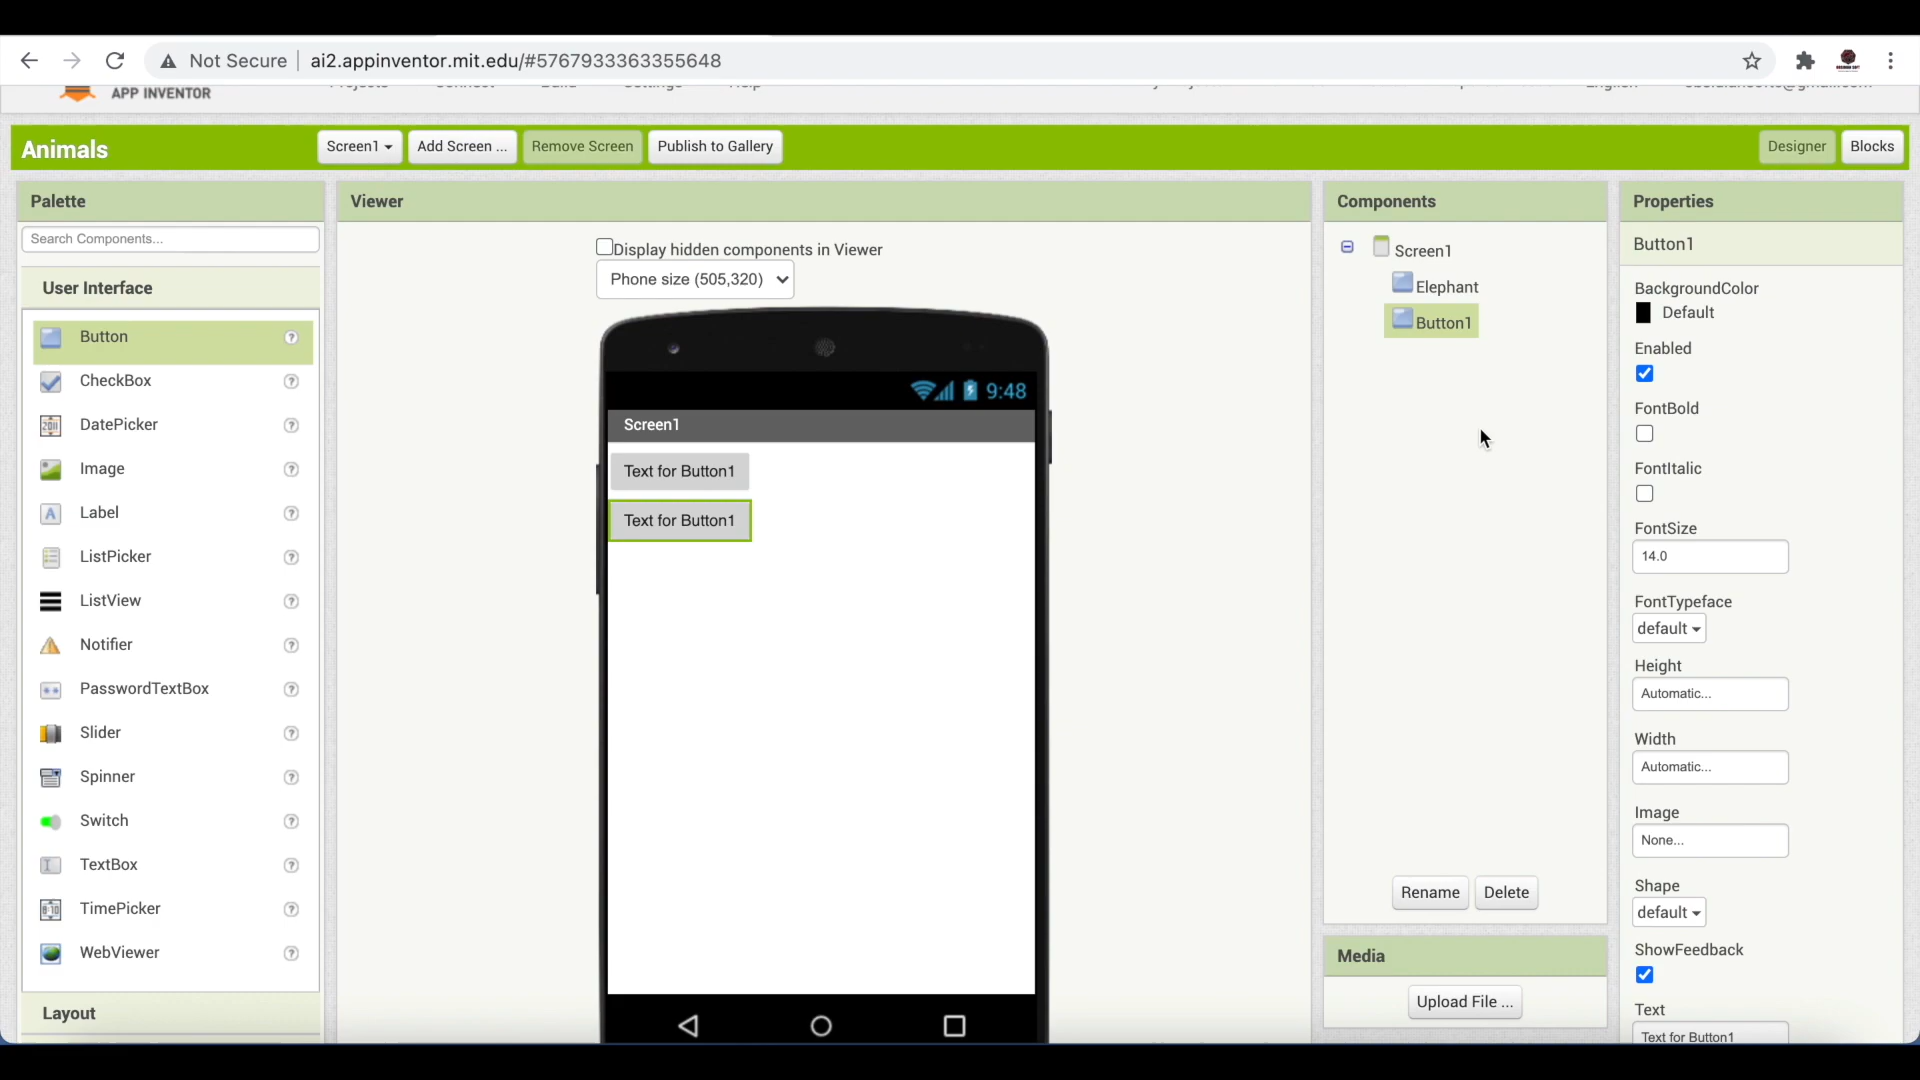 Not Secure
ai2.appinventor.mit.edu/#5767933363355648
APP INVENTOR
Animals
Screen1
Add Screen ...
Remove Screen
Publish to Gallery
Designer
Blocks
Palette
Search Components...
User Interface
Button
CheckBox
DatePicker
Image
Label
ListPicker
ListView
Notifier
PasswordTextBox
Slider
Spinner
Switch
TextBox
TimePicker
WebViewer
Layout
Viewer
Display hidden components in Viewer
Phone size (505,320)
9:48
Screen1
Text for Button1
Text for Button1
Components
Screen1
Elephant
Button1
Rename
Delete
Media
Upload File ...
Properties
Button1
BackgroundColor
Default
Enabled
FontBold
FontItalic
FontSize
14.0
FontTypeface
default
Height
Automatic...
Width
Automatic...
Image
None...
Shape
default
ShowFeedback
Text
Text for Button1